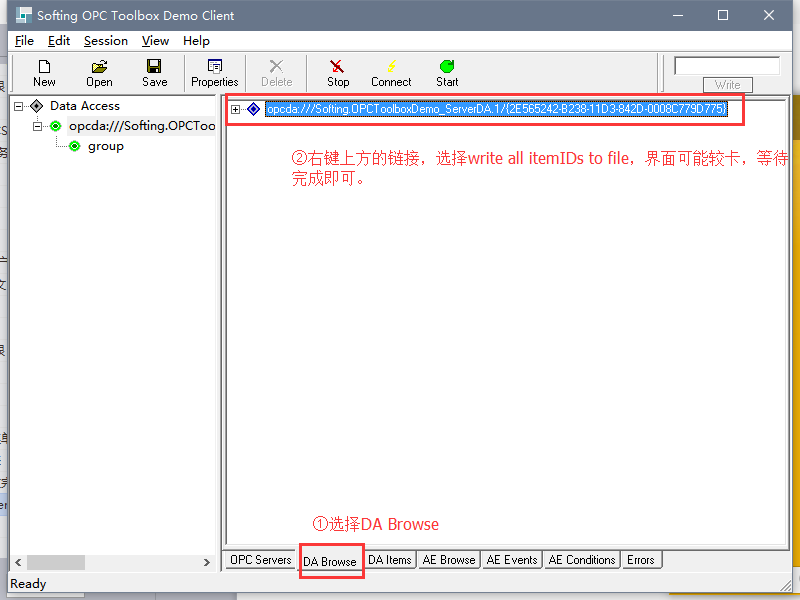 Softing OPC Toolbox Demo Client
File Edit Session View Help
New Open Save Properties Delete Stop Connect Start Write
Data Access
opcda:///Softing.OPCToo
group
opcda:///Softing.OPCToolboxDemo_ServerDA.1/{2E565242-B238-11D3-842D-0008C779D775}
②右键上方的链接，选择write all itemIDs to file，界面可能较卡，等待
完成即可。
①选择DA Browse
OPC Servers DA Browse DA Items AE Browse AE Events AE Conditions Errors
Ready